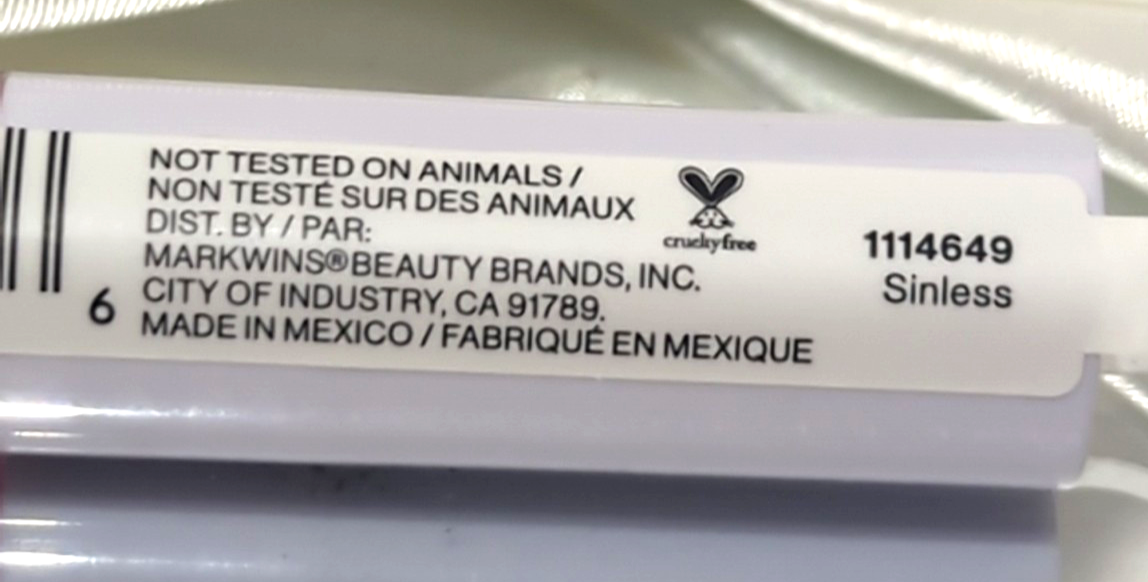 NOT TESTED ON ANIMALS /
NON TESTÉ SUR DES ANIMAUX
DIST. BY / PAR:
MARKWINS® BEAUTY BRANDS, INC.
CITY OF INDUSTRY, CA 91789.
MADE IN MEXICO / FABRIQUÉ EN MEXIQUE
6
crueltyfree
1114649
Sinless